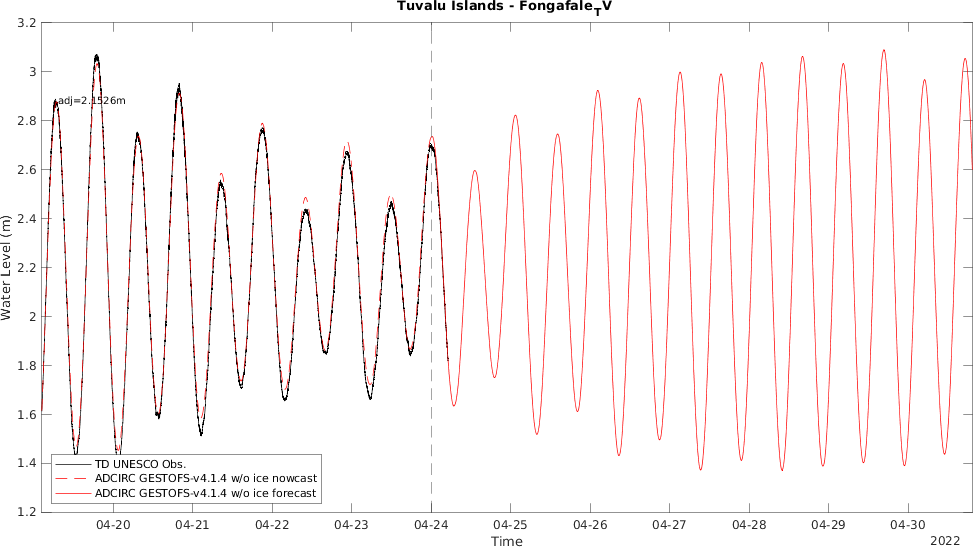 Tuvalu Islands - Fongafale_TV
3.2
3
2.8
2.6
2.4
2.2
2
1.8
1.6
1.4
1.2
Water Level (m)
adj=2.1526m
TD UNESCO Obs.
ADCIRC GESTOFS-v4.1.4 w/o ice nowcast
ADCIRC GESTOFS-v4.1.4 w/o ice forecast
04-20 04-21 04-22 04-23 04-24 04-25 04-26 04-27 04-28 04-29 04-30
Time
2022